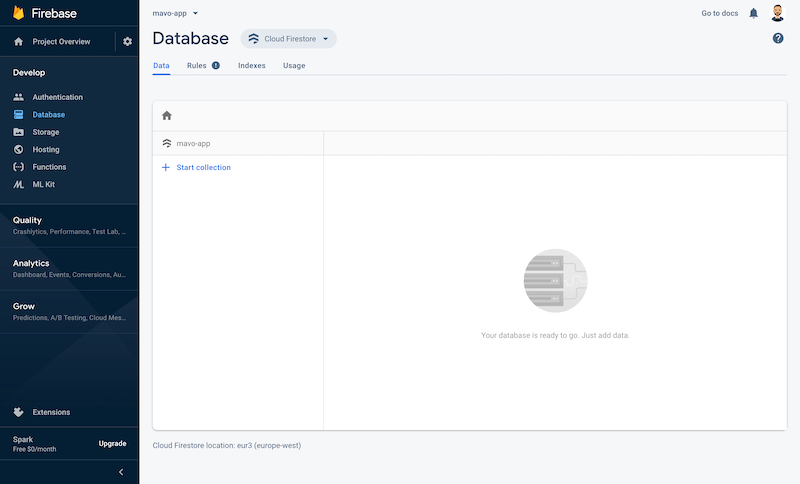 Firebase
Project Overview
Develop
Authentication
Database
Storage
Hosting
Functions
ML Kit
Quality
Crashlytics, Performance, Test Lab, ...
Analytics
Dashboard, Events, Conversions, Au...
Grow
Predictions, A/B Testing, Cloud Mes...
Extensions
Spark
Free $0/month
Upgrade
mavo-app
Go to docs
Database
Cloud Firestore
Data
Rules
Indexes
Usage
mavo-app
Start collection
Your database is ready to go. Just add data.
Cloud Firestore location: eur3 (europe-west)